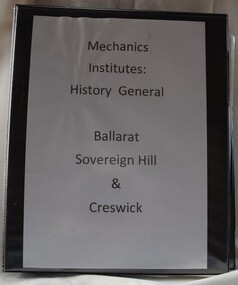 Mechanics
Institutes:
History General
Ballarat
Sovereign Hill
&
Creswick